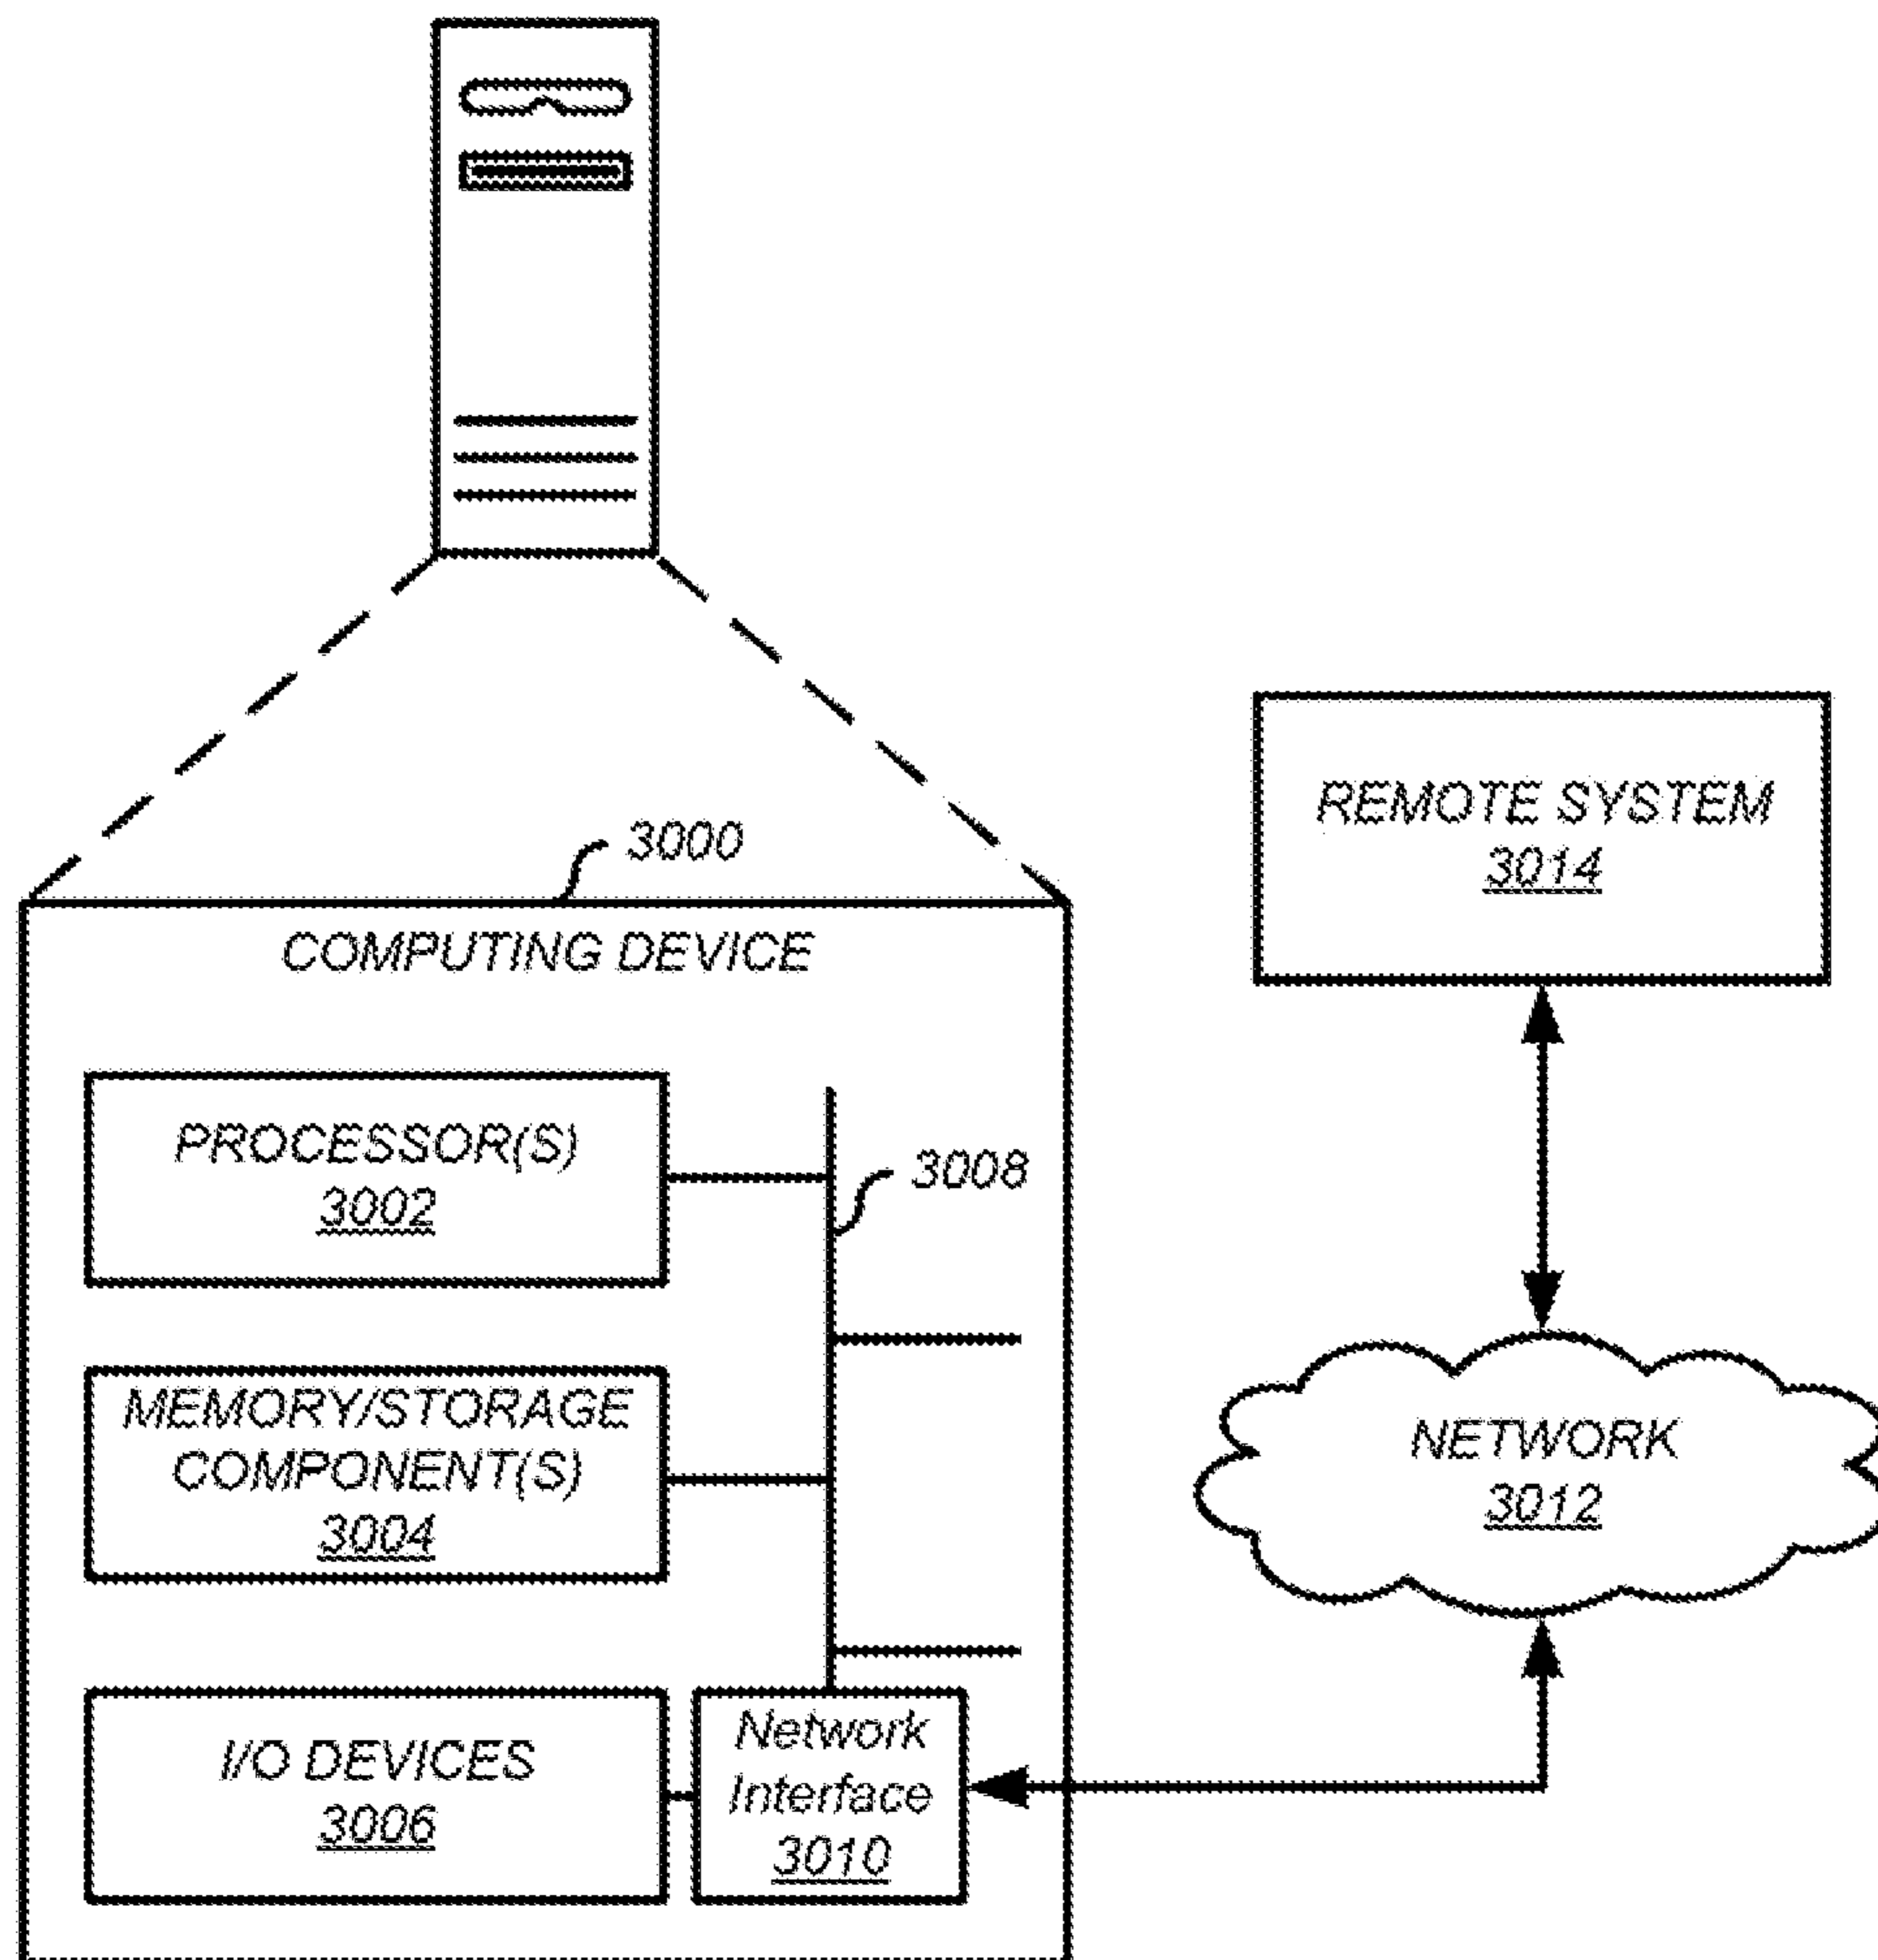 3000
COMPUTING DEVICE
PROCESSOR(S)
3002
3008
MEMORY/STORAGE
COMPONENT(S)
3004
I/O DEVICES
3006
Network
Interface
3010
REMOTE SYSTEM
3014
NETWORK
3012